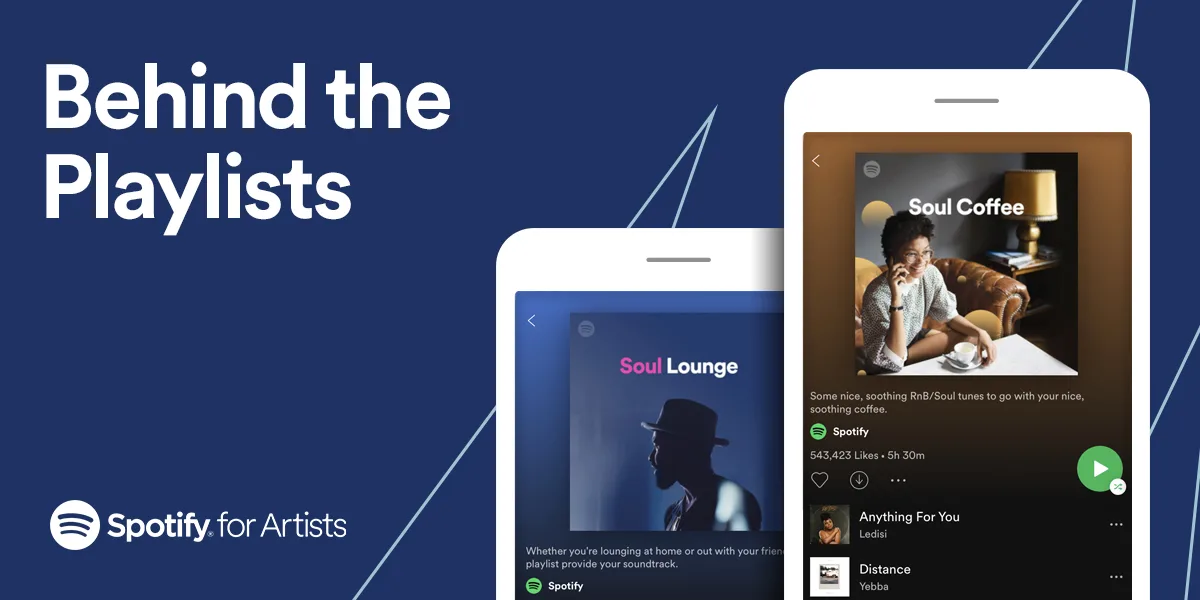 Behind the
Playlists
Spotify® for Artists
Soul Lounge
Whether you're lounging at home or out with your
playlist provide your soundtrack.
Spotify
Soul Coffee
Some nice, soothing RnB/Soul tunes to go with your nice,
soothing coffee.
Spotify
543,423 Likes • 5h 30m
Anything For You
Ledisi
Distance
Yebba